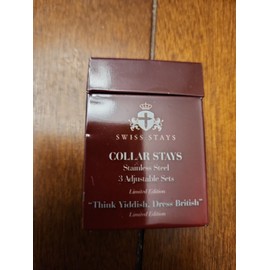 SWISS STAYS
COLLAR STAYS
Stainless Steel
3 Adjustable Sets
Limited Edition
"Think Yiddish, Dress British"
Limited Edition